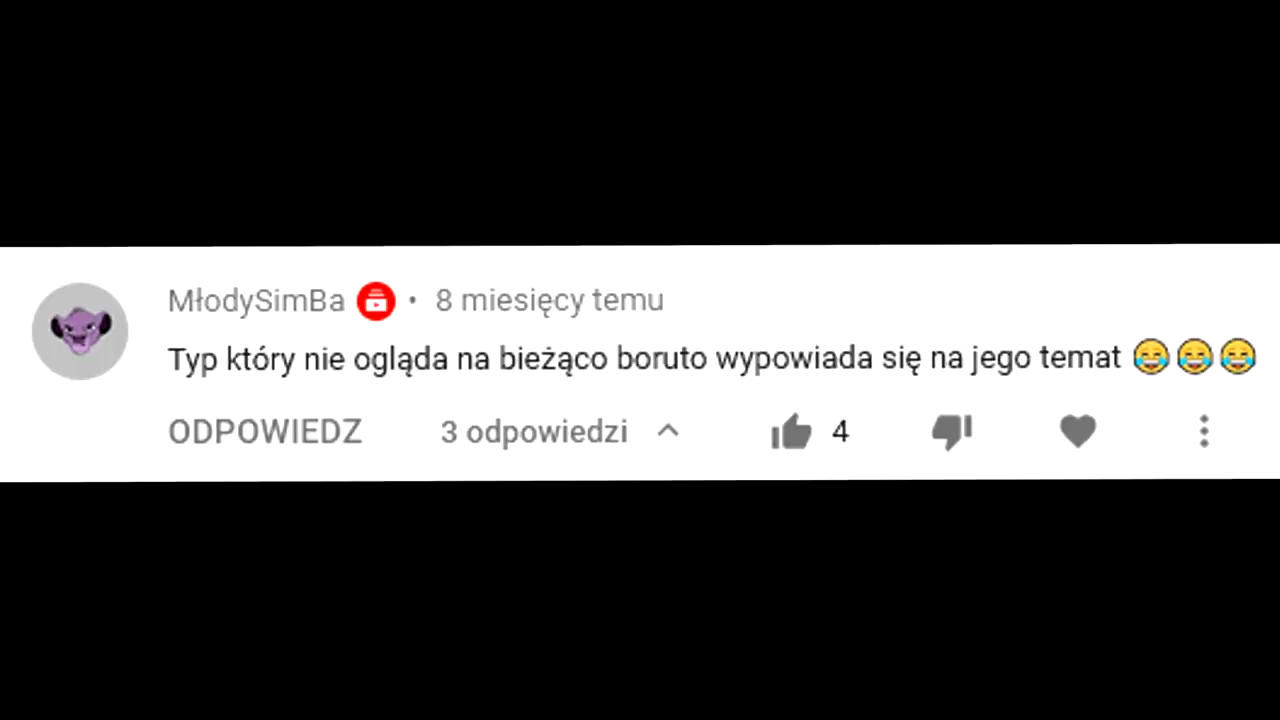 MłodySimBa • 8 miesięcy temu
Typ który nie ogląda na bieżąco boruto wypowiada się na jego temat 😂😂😂
ODPOWIEDZ 3 odpowiedzi 4